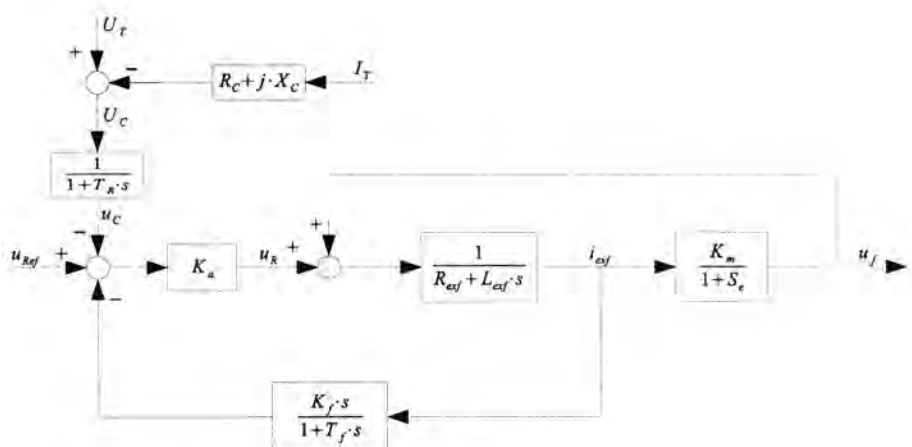 U_T
+
−
R_C + j · X_C
I_T
U_C
1
1 + T_R · s
u_C
−
+
+
u_Ref
+
K_a
u_R
+
1
R_exf + L_exf · s
i_exf
K_m
1 + S_e
u_f
−
K_f · s
1 + T_f · s